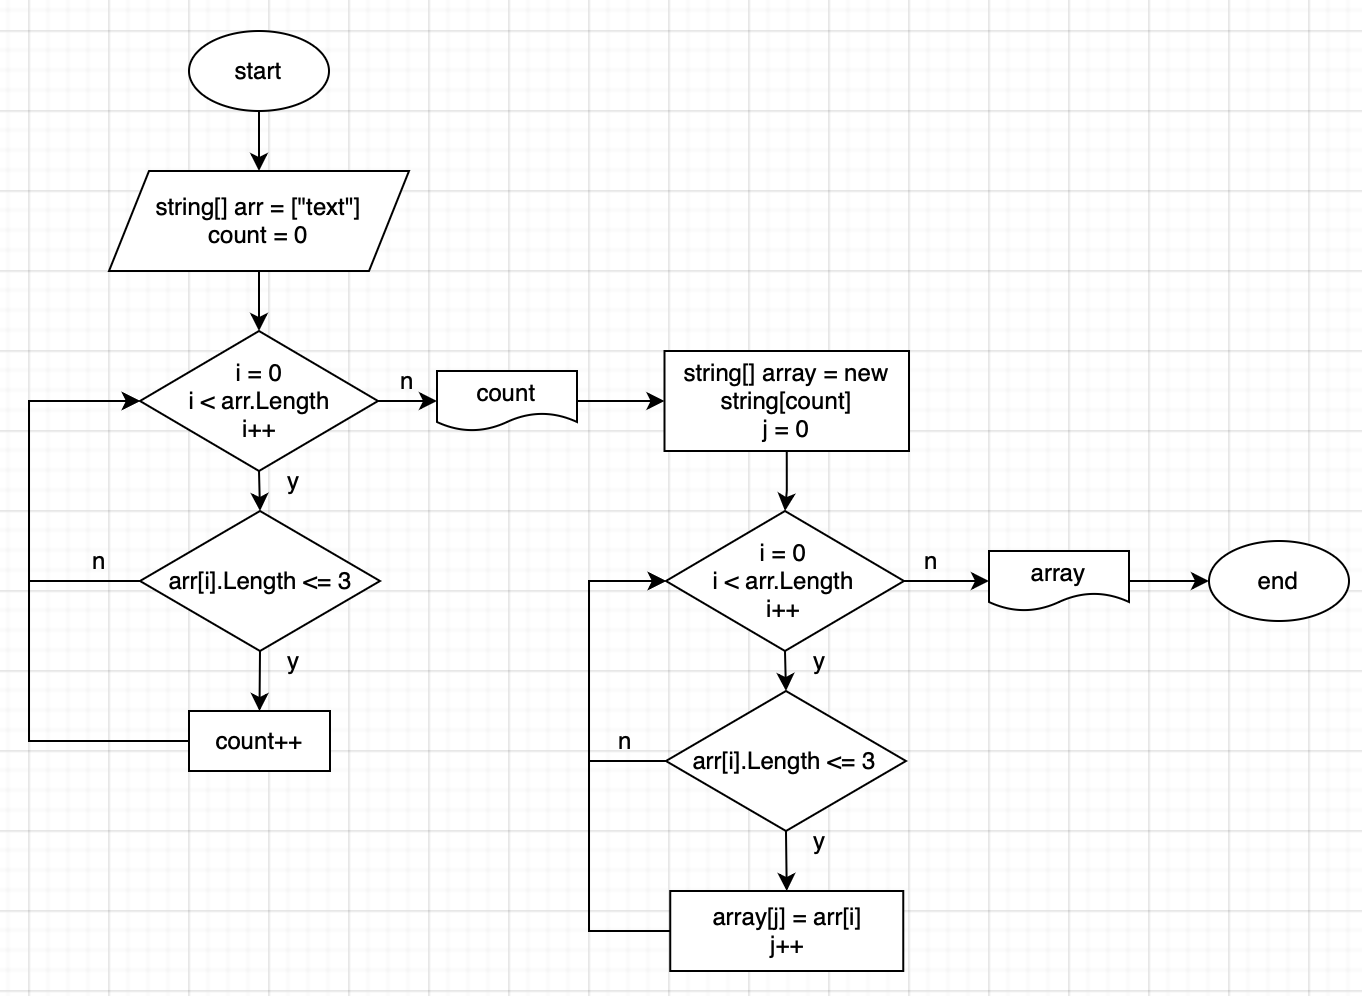 start
string[] arr = ["text"]
count = 0
i = 0
i < arr.Length
i++
n
count
string[] array = new
string[count]
j = 0
y
n
arr[i].Length <= 3
y
count++
i = 0
i < arr.Length
i++
n
array
end
y
n
arr[i].Length <= 3
y
array[j] = arr[i]
j++